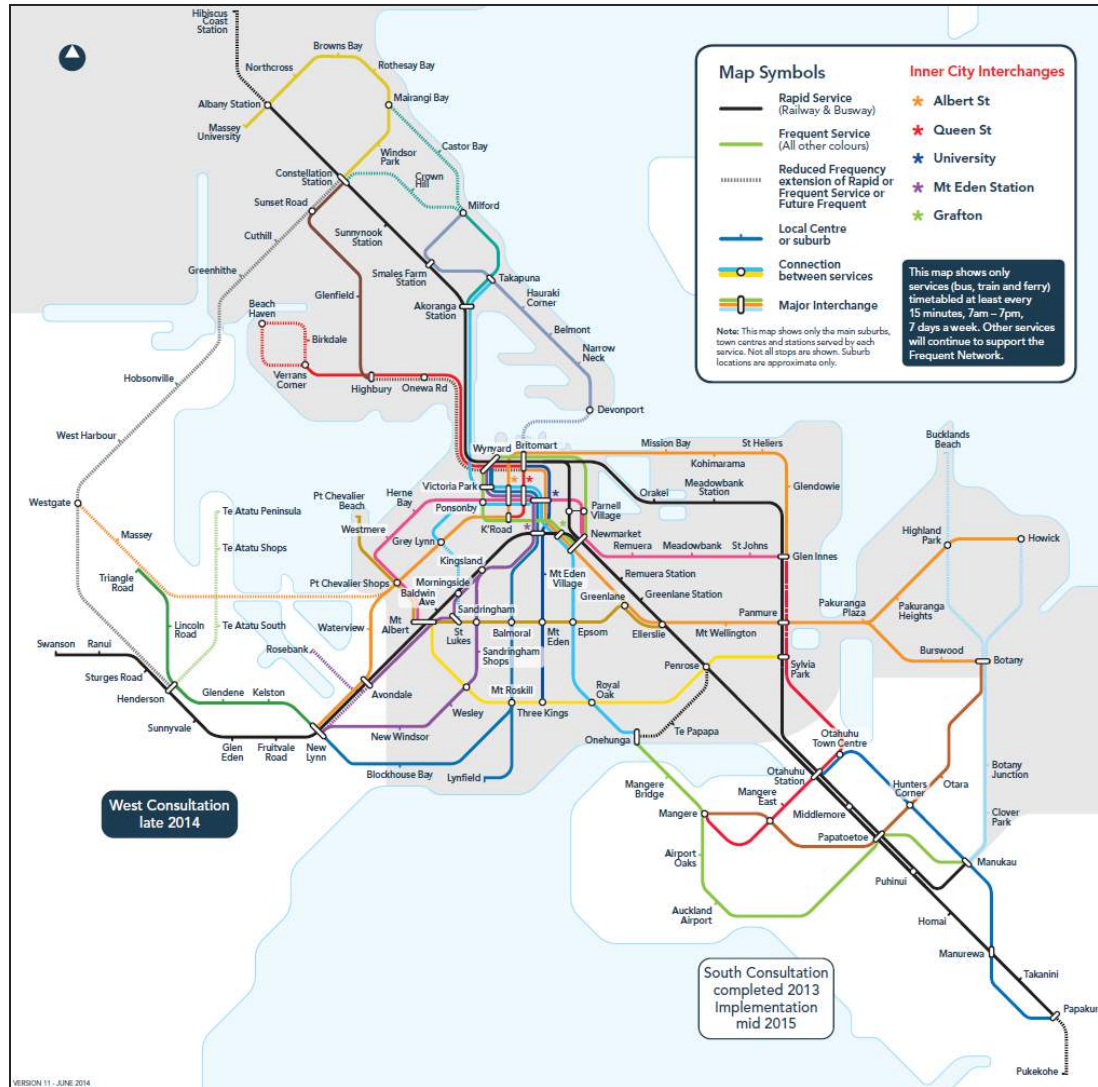 Hibiscus
Coast
Station
Browns Bay
Northcross
Rothesay Bay
Albany Station
Mairangi Bay
Massey
University
Windsor
Park
Castor Bay
Constellation
Station
Crown
Hill
Sunset Road
Milford
Cuthill
Sunnynook
Station
Greenhithe
Smales Farm
Station
Takapuna
Glenfield
Akoranga
Station
Hauraki
Corner
Beach
Haven
Birkdale
Belmont
Narrow
Neck
Hobsonville
Verrans
Corner
Highbury
Onewa Rd
Devonport
West Harbour
Westgate
Map Symbols
Rapid Service
(Railway & Busway)
Frequent Service
(All other colours)
Reduced Frequency
extension of Rapid or
Frequent Service or
Future Frequent
Local Centre
or suburb
Connection
between services
Major Interchange
Note: This map shows only the main suburbs,
town centres and stations served by each
service. Not all stops are shown. Suburb
locations are approximate only.
Inner City Interchanges
Albert St
Queen St
University
Mt Eden Station
Grafton
This map shows only
services (bus, train and ferry)
timetabled at least every
15 minutes, 7am – 7pm,
7 days a week. Other services
will continue to support the
Frequent Network.
Wynyard
Britomart
Mission Bay
St Heliers
Kohimarama
Bucklands
Beach
Victoria Park
Orakei
Meadowbank
Station
Glendowie
Pt Chevalier
Beach
Herne
Bay
Ponsonby
Parnell
Village
Westmere
K'Road
Newmarket
Highland
Park
Howick
Te Atatu Peninsula
Grey Lynn
Remuera
Meadowbank
St Johns
Glen Innes
Massey
Te Atatu Shops
Kingsland
Triangle
Road
Pt Chevalier Shops
Morningside
Mt Eden
Village
Remuera Station
Baldwin
Ave
Greenlane
Greenlane Station
Pakuranga
Plaza
Pakuranga
Heights
Lincoln
Road
Te Atatu South
Waterview
Sandringham
Panmure
Mt
Albert
St
Lukes
Balmoral
Mt
Eden
Epsom
Ellerslie
Mt Wellington
Burswood
Botany
Swanson
Ranui
Rosebank
Sandringham
Shops
Penrose
Sylvia
Park
Sturges Road
Henderson
Glendene
Kelston
Avondale
Mt Roskill
Royal
Oak
Wesley
Three Kings
Sunnyvale
New Windsor
Te Papapa
Glen
Eden
Fruitvale
Road
New
Lynn
Onehunga
Otahuhu
Town Centre
Blockhouse Bay
Lynfield
Otahuhu
Station
Botany
Junction
Mangere
Bridge
Mangere
East
Hunters
Corner
Otara
West Consultation
late 2014
Mangere
Middlemore
Clover
Park
Papatoetoe
Airport
Oaks
Manukau
Puhinui
Auckland
Airport
Homai
Manurewa
South Consultation
completed 2013
Implementation
mid 2015
Takanini
Papakur
Pukekohe
VERSION 11 - JUNE 2014